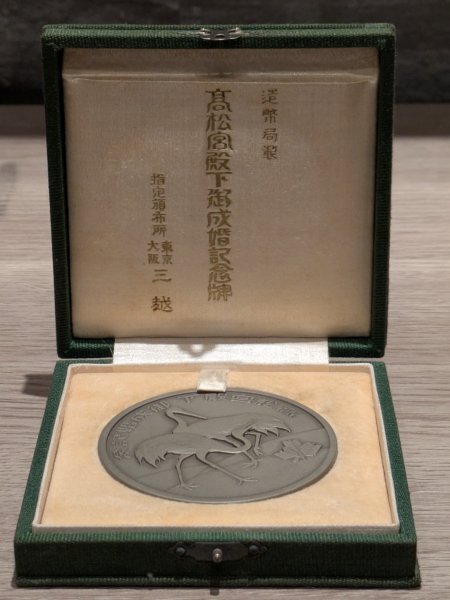 造幣局製
高松宮殿下御成婚記念牌
指定頒布所 東京 大阪 三越